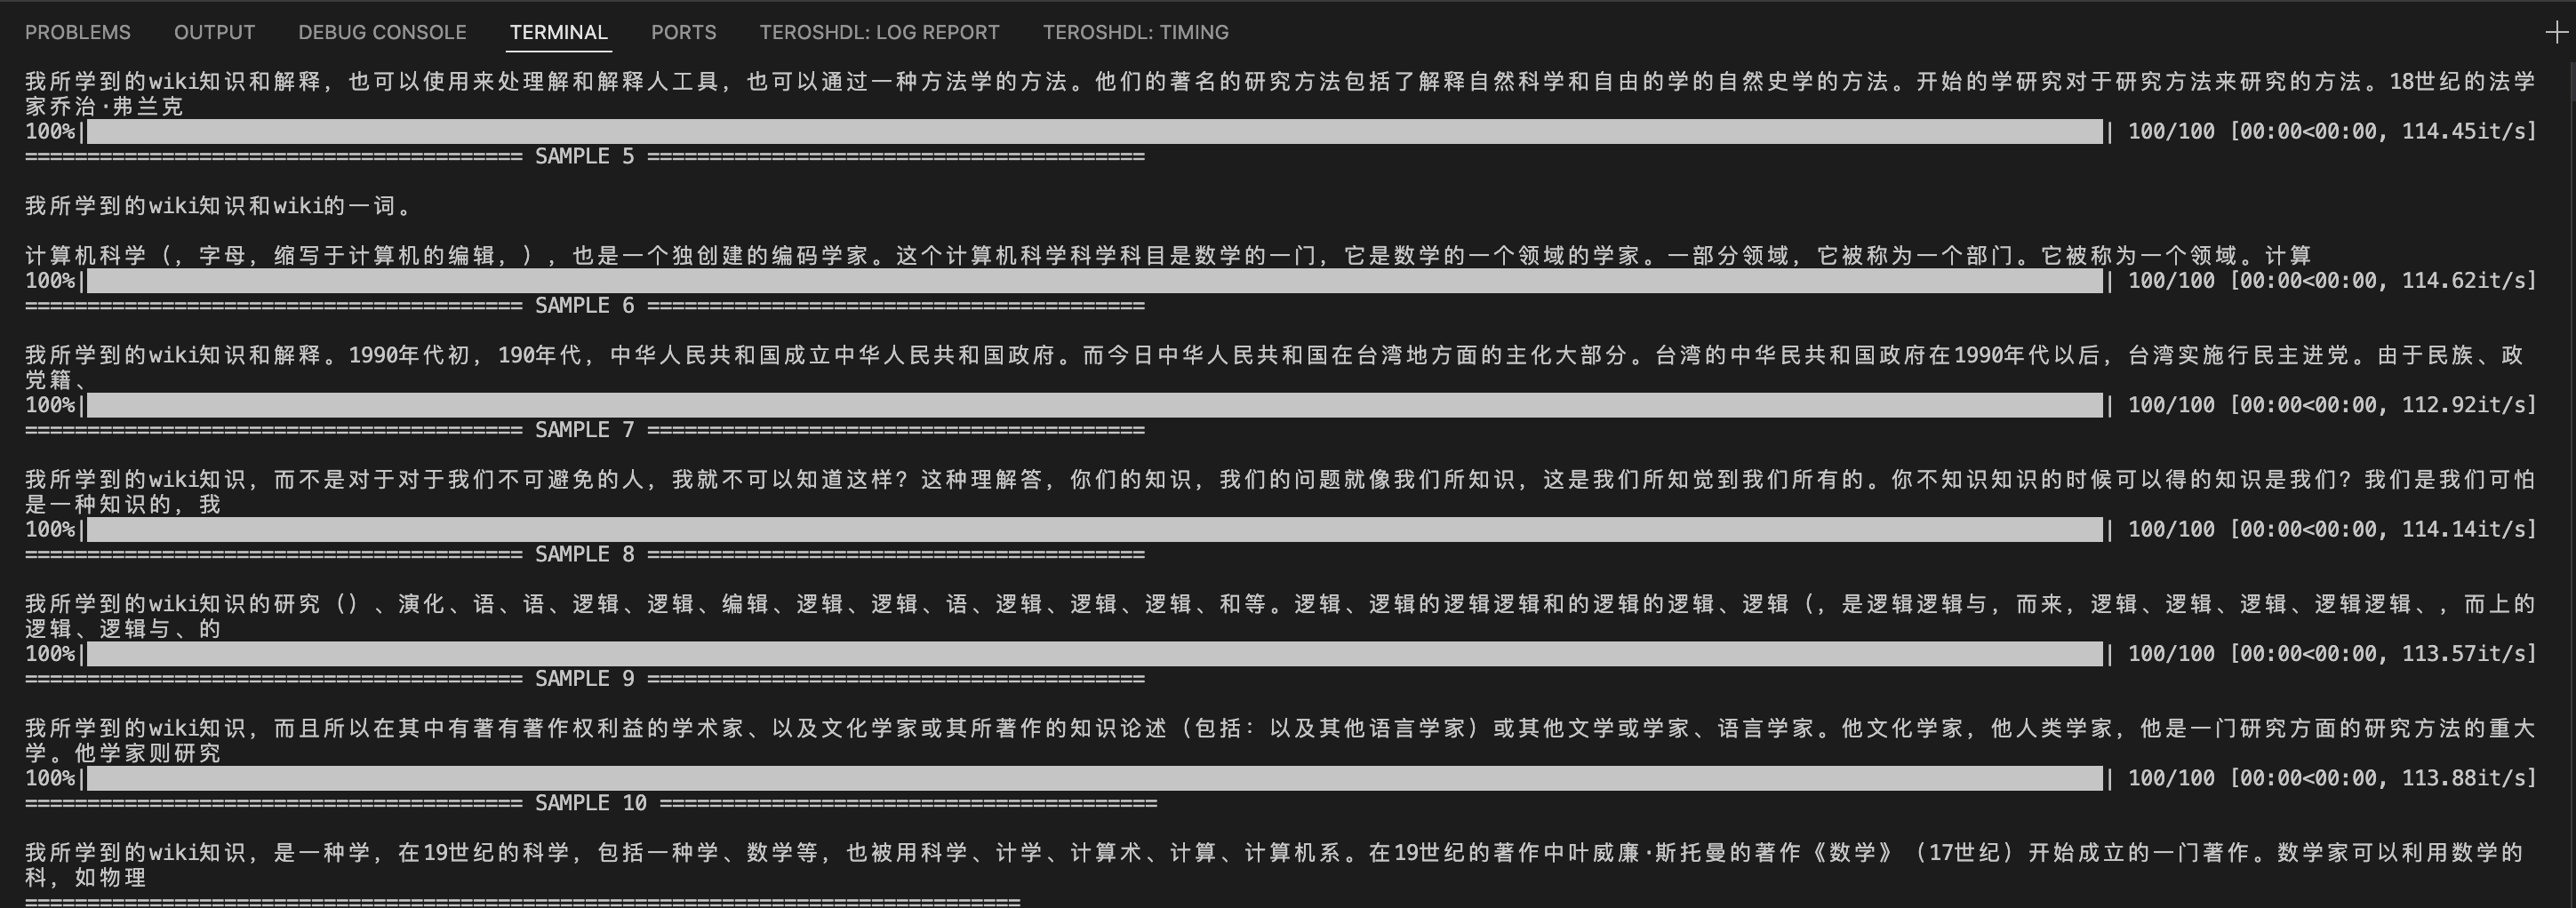 PROBLEMS OUTPUT DEBUG CONSOLE TERMINAL PORTS TEROSHDL: LOG REPORT TEROSHDL: TIMING
我所学到的wiki知识和解释，也可以使用来处理解和解释人工具，也可以通过一种方法学的方法。他们的著名的研究方法包括了解释自然科学和自由的学的自然史学的方法。开始的学研究对于研究方法来研究的方法。18世纪的法学
家乔治·弗兰克
100%| | 100/100 [00:00<00:00, 114.45it/s]
======================================== SAMPLE 5 ========================================
我所学到的wiki知识和wiki的一词。
计算机科学（，字母，缩写于计算机的编辑，），也是一个独创建的编码学家。这个计算机科学科学科目是数学的一门，它是数学的一个领域的学家。一部分领域，它被称为一个部门。它被称为一个领域。计算
100%| | 100/100 [00:00<00:00, 114.62it/s]
======================================== SAMPLE 6 ========================================
我所学到的wiki知识和解释。1990年代初，190年代，中华人民共和国成立中华人民共和国政府。而今日中华人民共和国在台湾地方面的主化大部分。台湾的中华民共和国政府在1990年代以后，台湾实施行民主进党。由于民族、政
党籍、
100%| | 100/100 [00:00<00:00, 112.92it/s]
======================================== SAMPLE 7 ========================================
我所学到的wiki知识，而不是对于对于我们不可避免的人，我就不可以知道这样？这种理解答，你们的知识，我们的问题就像我们所知识，这是我们所知觉到我们所有的。你不知识知识的时候可以得的知识是我们？我们是我们可怕
是一种知识的，我
100%| | 100/100 [00:00<00:00, 114.14it/s]
======================================== SAMPLE 8 ========================================
我所学到的wiki知识的研究（）、演化、语、语、逻辑、逻辑、编辑、逻辑、逻辑、语、逻辑、逻辑、逻辑、和等。逻辑、逻辑的逻辑逻辑和的逻辑的逻辑、逻辑（，是逻辑逻辑与，而来，逻辑、逻辑、逻辑、逻辑逻辑、，而上的
逻辑、逻辑与、的
100%| | 100/100 [00:00<00:00, 113.57it/s]
======================================== SAMPLE 9 ========================================
我所学到的wiki知识，而且所以在其中有著有著作权利益的学术家、以及文化学家或其所著作的知识论述（包括：以及其他语言学家）或其他文学或学家、语言学家。他文化学家，他人类学家，他是一门研究方面的研究方法的重大
学。他学家则研究
100%| | 100/100 [00:00<00:00, 113.88it/s]
======================================== SAMPLE 10 ========================================
我所学到的wiki知识，是一种学，在19世纪的科学，包括一种学、数学等，也被用科学、计学、计算术、计算、计算机系。在19世纪的著作中叶威廉·斯托曼的著作《数学》（17世纪）开始成立的一门著作。数学家可以利用数学的
科，如物理
================================================================================